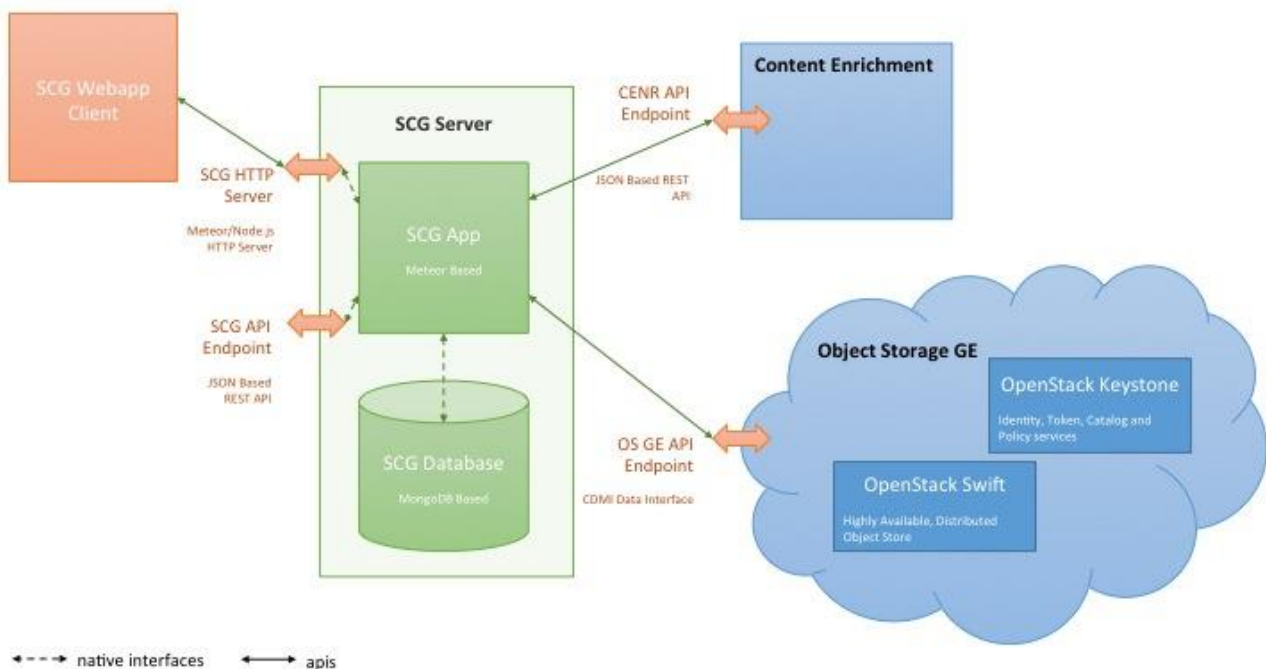 SCG Webapp
Client
SCG HTTP
Server
Meteor/Node.js
HTTP Server
SCG API
Endpoint
JSON Based
REST API
SCG Server
SCG App
Meteor Based
SCG Database
MongoDB Based
CENR API
Endpoint
JSON Based REST
API
Content Enrichment
OS GE API
Endpoint
CDMI Data Interface
Object Storage GE
OpenStack Keystone
Identity, Token, Catalog and
Policy services
OpenStack Swift
Highly Available, Distributed
Object Store
native interfaces
apis